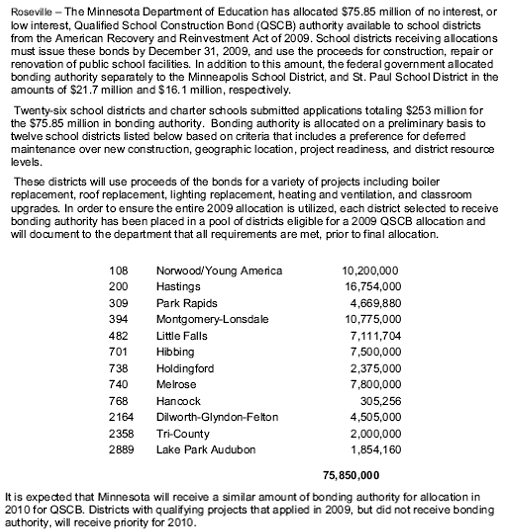 Roseville – The Minnesota Department of Education has allocated $75.85 million of no interest, or
low interest, Qualified School Construction Bond (QSCB) authority available to school districts
from the American Recovery and Reinvestment Act of 2009. School districts receiving allocations
must issue these bonds by December 31, 2009, and use the proceeds for construction, repair or
renovation of public school facilities. In addition to this amount, the federal government allocated
bonding authority separately to the Minneapolis School District, and St. Paul School District in the
amounts of $21.7 million and $16.1 million, respectively.
Twenty-six school districts and charter schools submitted applications totaling $253 million for
the $75.85 million in bonding authority. Bonding authority is allocated on a preliminary basis to
twelve school districts listed below based on criteria that includes a preference for deferred
maintenance over new construction, geographic location, project readiness, and district resource
levels.
These districts will use proceeds of the bonds for a variety of projects including boiler
replacement, roof replacement, lighting replacement, heating and ventilation, and classroom
upgrades. In order to ensure the entire 2009 allocation is utilized, each district selected to receive
bonding authority has been placed in a pool of districts eligible for a 2009 QSCB allocation and
will document to the department that all requirements are met, prior to final allocation.
108 Norwood/Young America 10,200,000
200 Hastings 16,754,000
309 Park Rapids 4,669,880
394 Montgomery-Lonsdale 10,775,000
482 Little Falls 7,111,704
701 Hibbing 7,500,000
738 Holdingford 2,375,000
740 Melrose 7,800,000
768 Hancock 305,256
2164 Dilworth-Glyndon-Felton 4,505,000
2358 Tri-County 2,000,000
2889 Lake Park Audubon 1,854,160
75,850,000
It is expected that Minnesota will receive a similar amount of bonding authority for allocation in
2010 for QSCB. Districts with qualifying projects that applied in 2009, but did not receive bonding
authority, will receive priority for 2010.